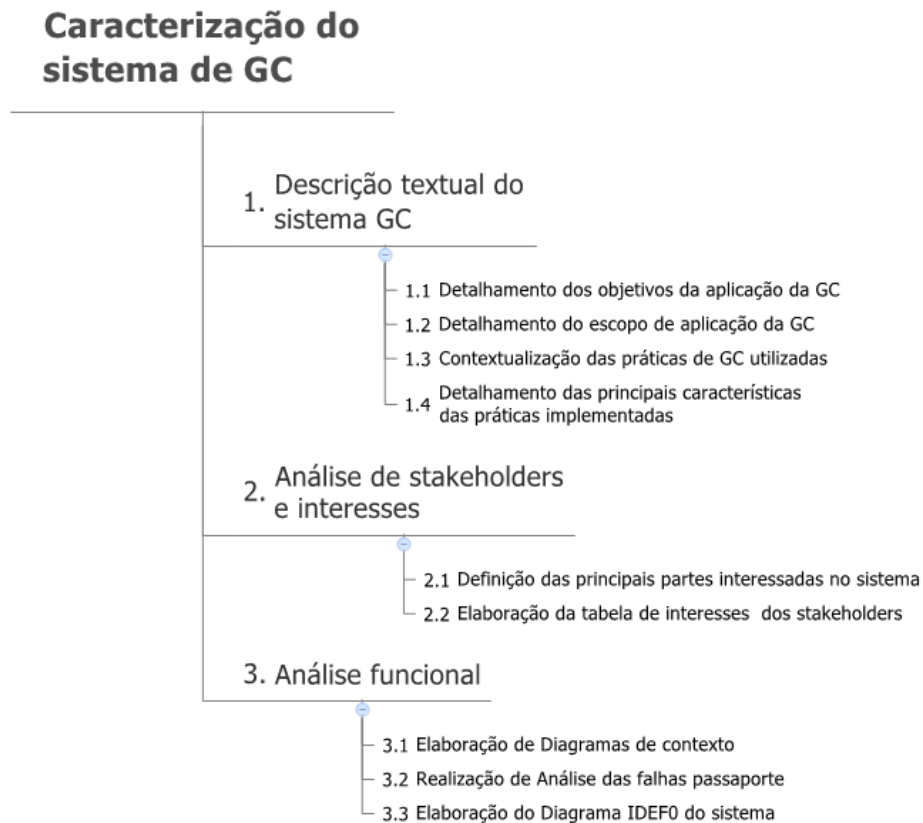 Caracterização do
sistema de GC
1. Descrição textual do
sistema GC
1.1 Detalhamento dos objetivos da aplicação da GC
1.2 Detalhamento do escopo de aplicação da GC
1.3 Contextualização das práticas de GC utilizadas
1.4 Detalhamento das principais características
das práticas implementadas
2. Análise de stakeholders
e interesses
2.1 Definição das principais partes interessadas no sistema
2.2 Elaboração da tabela de interesses dos stakeholders
3. Análise funcional
3.1 Elaboração de Diagramas de contexto
3.2 Realização de Análise das falhas passaporte
3.3 Elaboração do Diagrama IDEF0 do sistema